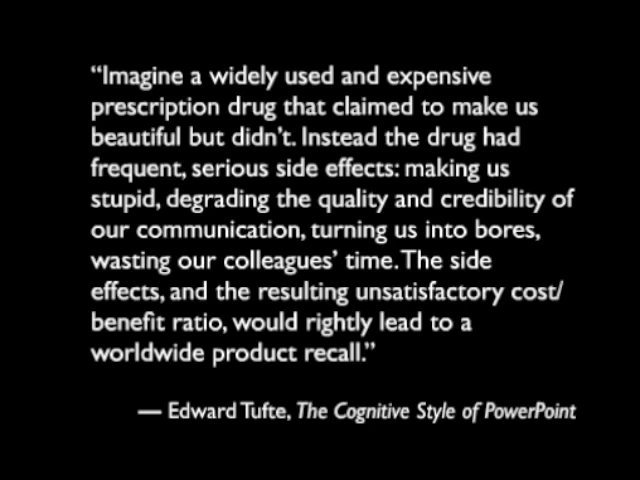 “Imagine a widely used and expensive
prescription drug that claimed to make us
beautiful but didn’t. Instead the drug had
frequent, serious side effects: making us
stupid, degrading the quality and credibility of
our communication, turning us into bores,
wasting our colleagues’ time. The side
effects, and the resulting unsatisfactory cost/
benefit ratio, would rightly lead to a
worldwide product recall.”
— Edward Tufte, The Cognitive Style of PowerPoint